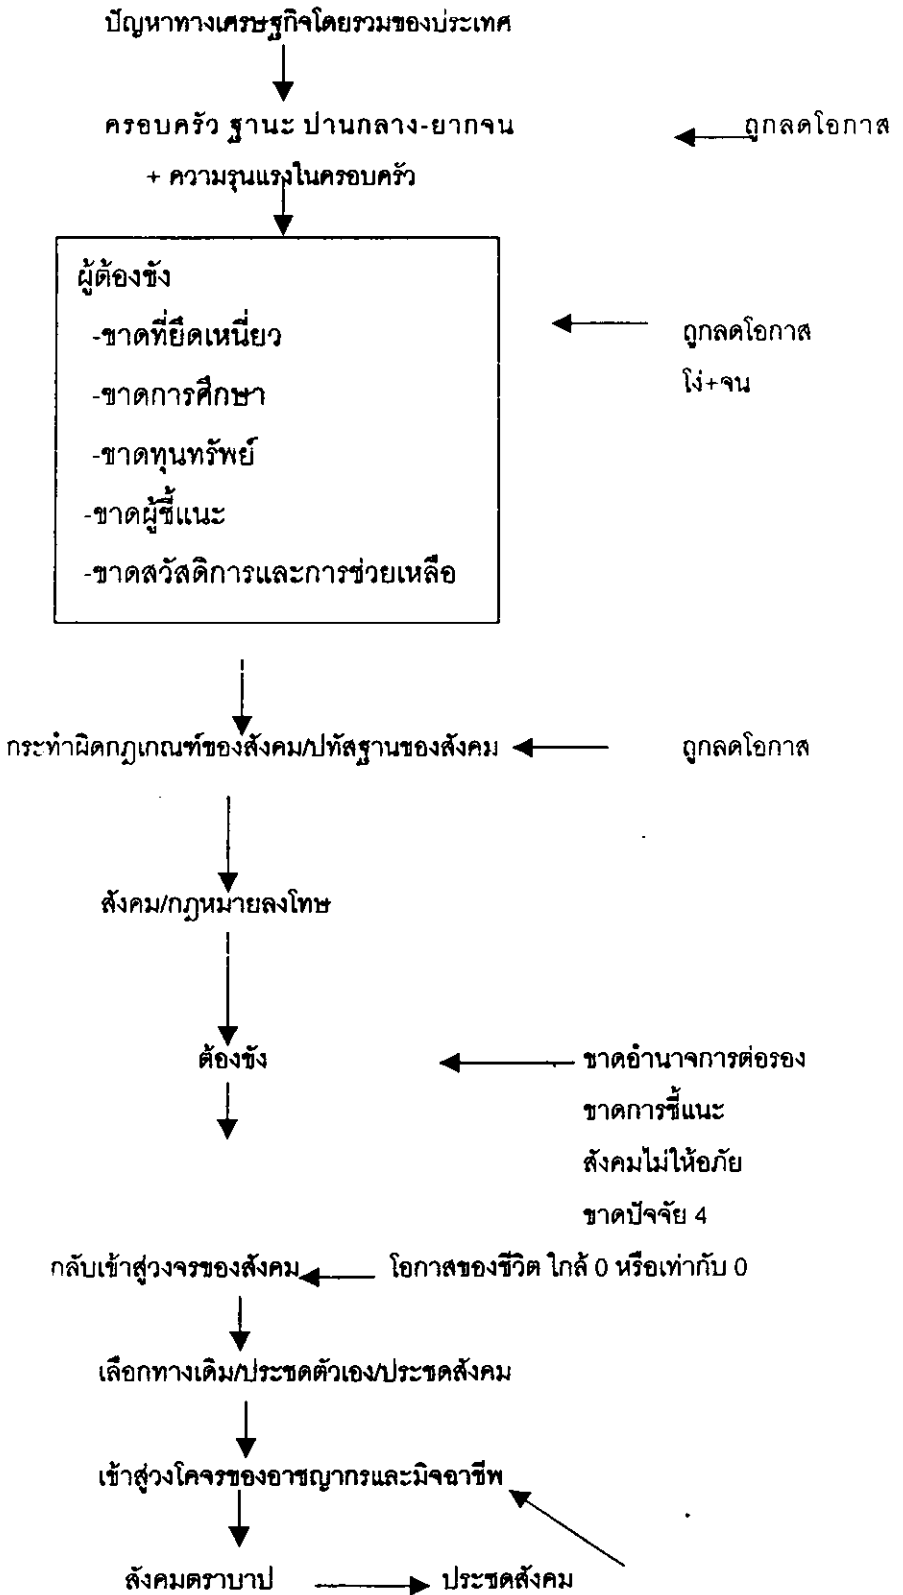 ปัญหาทางเศรษฐกิจโดยรวมของประเทศ
ครอบครัว ฐานะ ปานกลาง-ยากจน
ถูกลดโอกาส
+ ความรุนแรงในครอบครัว
ผู้ต้องขัง
-ขาดที่ยึดเหนี่ยว
-ขาดการศึกษา
-ขาดทุนทรัพย์
-ขาดผู้ชี้แนะ
-ขาดสวัสดิการและการช่วยเหลือ
ถูกลดโอกาส
โง่+จน
กระทำผิดกฎเกณฑ์ของสังคม/ปทัสฐานของสังคม
ถูกลดโอกาส
สังคม/กฎหมายลงโทษ
ต้องขัง
ขาดอำนาจการต่อรอง
ขาดการชี้แนะ
สังคมไม่ให้อภัย
ขาดปัจจัย 4
กลับเข้าสู่วงจรของสังคม
โอกาสของชีวิต ใกล้ 0 หรือเท่ากับ 0
เลือกทางเดิม/ประชดตัวเอง/ประชดสังคม
เข้าสู่วงโคจรของอาชญากรและมิจฉาชีพ
สังคมตราบาป
ประชดสังคม